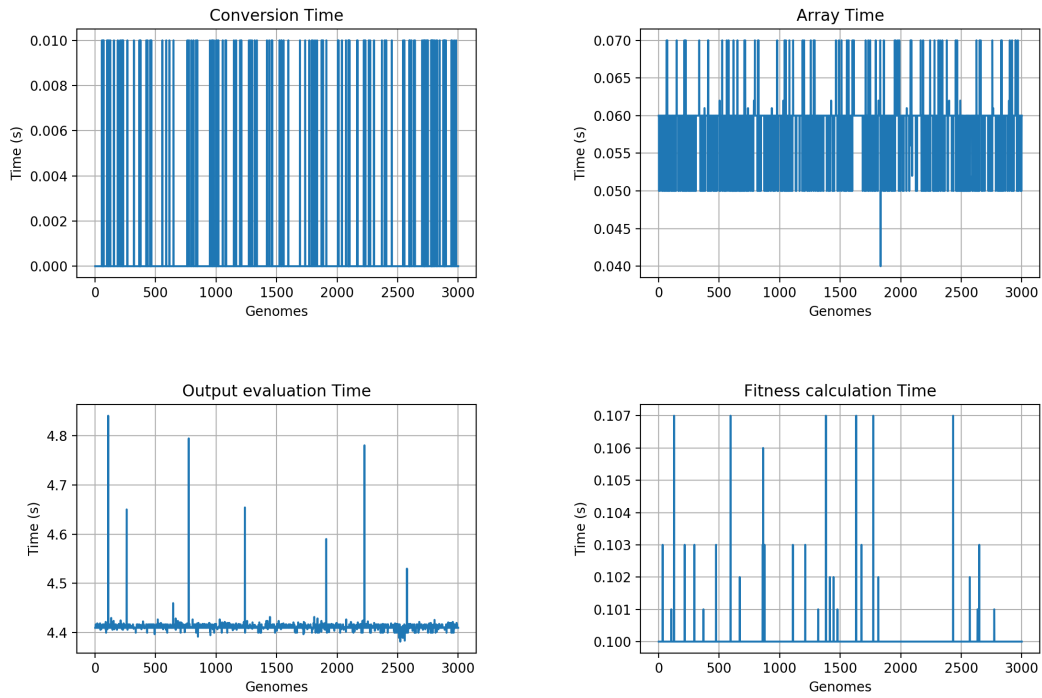 Conversion Time
Time (s)
0.010
0.008
0.006
0.004
0.002
0.000
0 500 1000 1500 2000 2500 3000
Genomes
Array Time
Time (s)
0.070
0.065
0.060
0.055
0.050
0.045
0.040
0 500 1000 1500 2000 2500 3000
Genomes
Output evaluation Time
Time (s)
4.8
4.7
4.6
4.5
4.4
0 500 1000 1500 2000 2500 3000
Genomes
Fitness calculation Time
Time (s)
0.107
0.106
0.105
0.104
0.103
0.102
0.101
0.100
0 500 1000 1500 2000 2500 3000
Genomes